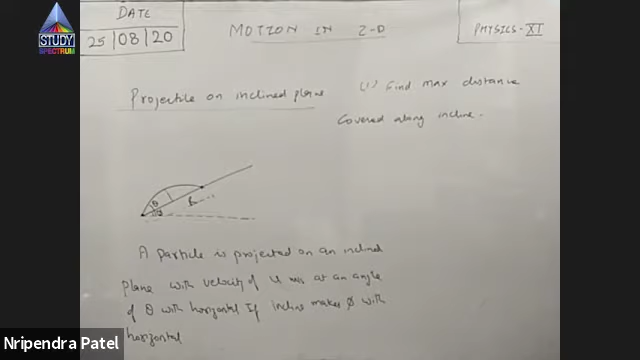 DATE
25/08/20
MOTION IN 2-D
PHYSICS-XI
STUDY
SPECTRUM
Projectile on inclined plane
(1) Find max distance
Covered along incline.
θ
R
A particle is projected on an inclined
plane with velocity of u m/s at an angle
of θ with horizontal If incline makes ø with
horizontal
Nripendra Patel